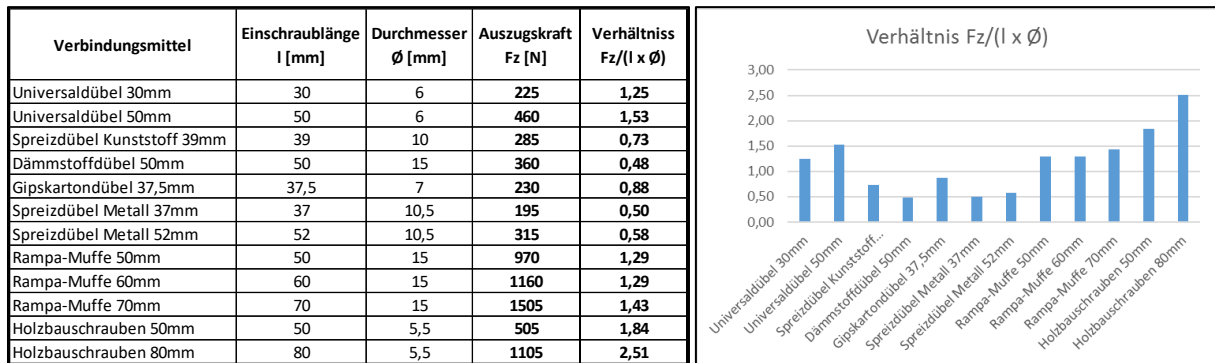 Verbindungsmittel Einschraublänge l [mm] Durchmesser Ø [mm] Auszugskraft Fz [N] Verhältniss Fz/(l x Ø)
Universaldübel 30mm 30 6 225 1,25
Universaldübel 50mm 50 6 460 1,53
Spreizdübel Kunststoff 39mm 39 10 285 0,73
Dämmstoffdübel 50mm 50 15 360 0,48
Gipskartondübel 37,5mm 37,5 7 230 0,88
Spreizdübel Metall 37mm 37 10,5 195 0,50
Spreizdübel Metall 52mm 52 10,5 315 0,58
Rampa-Muffe 50mm 50 15 970 1,29
Rampa-Muffe 60mm 60 15 1160 1,29
Rampa-Muffe 70mm 70 15 1505 1,43
Holzbauschrauben 50mm 50 5,5 505 1,84
Holzbauschrauben 80mm 80 5,5 1105 2,51
Verhältnis Fz/(l x Ø)
3,00
2,50
2,00
1,50
1,00
0,50
0,00
Universaldübel 30mm
Universaldübel 50mm
Spreizdübel Kunststoff…
Dämmstoffdübel 50mm
Gipskartondübel 37,5mm
Spreizdübel Metall 37mm
Spreizdübel Metall 52mm
Rampa-Muffe 50mm
Rampa-Muffe 60mm
Rampa-Muffe 70mm
Holzbauschrauben 50mm
Holzbauschrauben 80mm